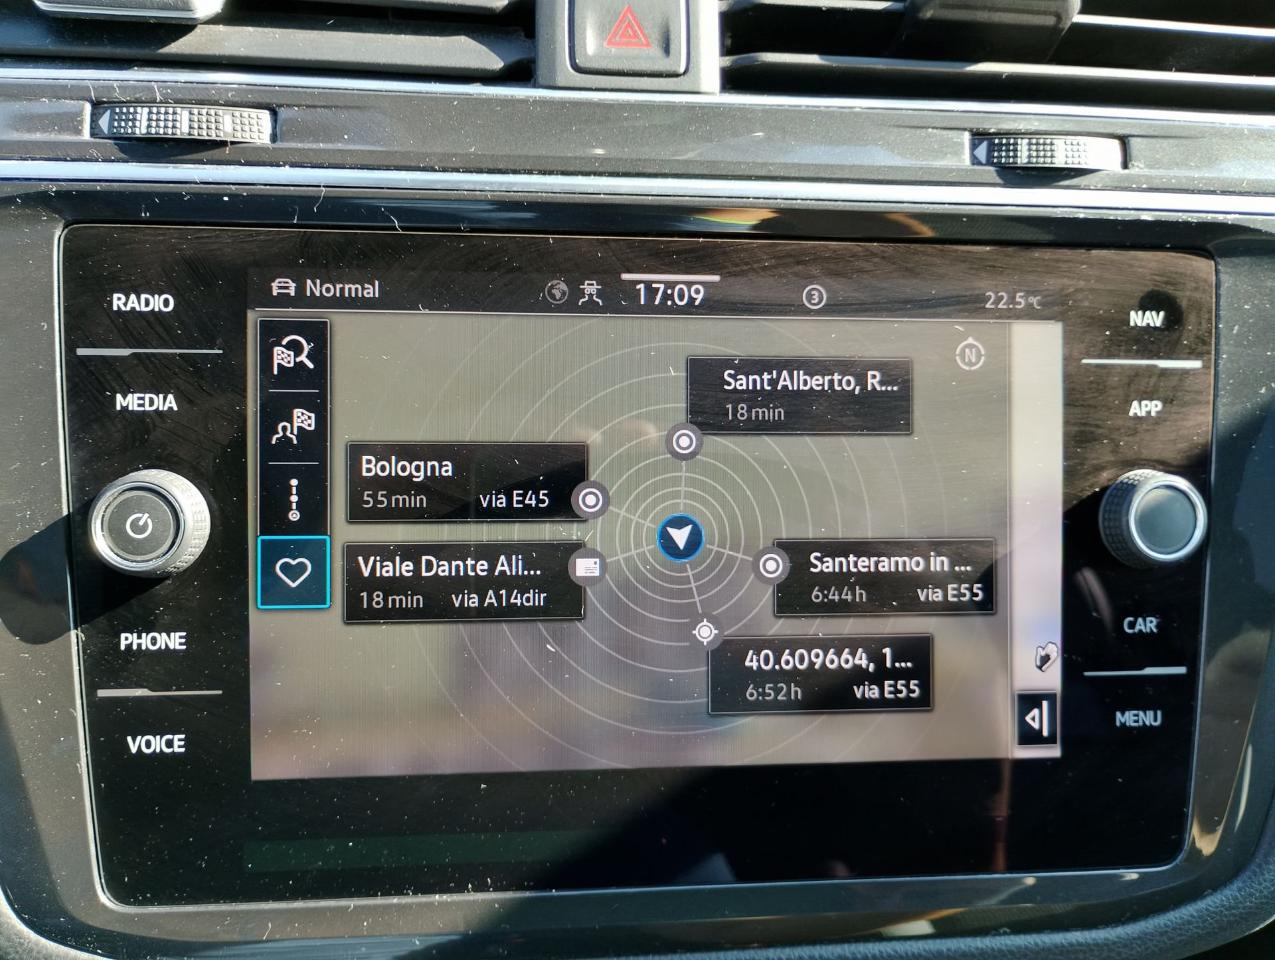 RADIO
MEDIA
PHONE
VOICE
Normal
17:09
3
22.5°C
N
Sant'Alberto, R...
18 min
Bologna
55 min via E45
Viale Dante Ali...
18 min via A14dir
Santeramo in ...
6:44h via E55
40.609664, 1...
6:52h via E55
NAV
APP
CAR
MENU